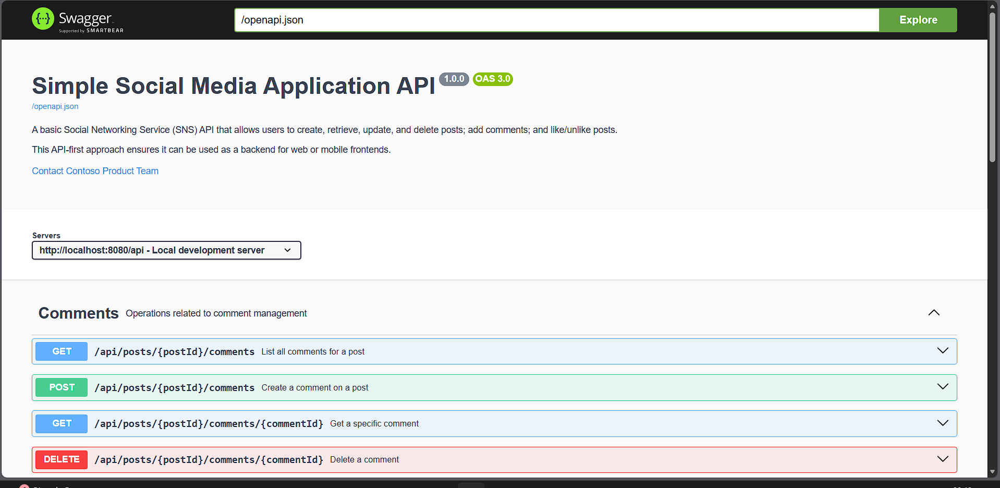 Swagger
Supported by SMARTBEAR
/openapi.json
Explore
Simple Social Media Application API 1.0.0 OAS 3.0
/openapi.json
A basic Social Networking Service (SNS) API that allows users to create, retrieve, update, and delete posts; add comments; and like/unlike posts.
This API-first approach ensures it can be used as a backend for web or mobile frontends.
Contact Contoso Product Team
Servers
http://localhost:8080/api - Local development server
Comments Operations related to comment management
GET /api/posts/{postId}/comments List all comments for a post
POST /api/posts/{postId}/comments Create a comment on a post
GET /api/posts/{postId}/comments/{commentId} Get a specific comment
DELETE /api/posts/{postId}/comments/{commentId} Delete a comment